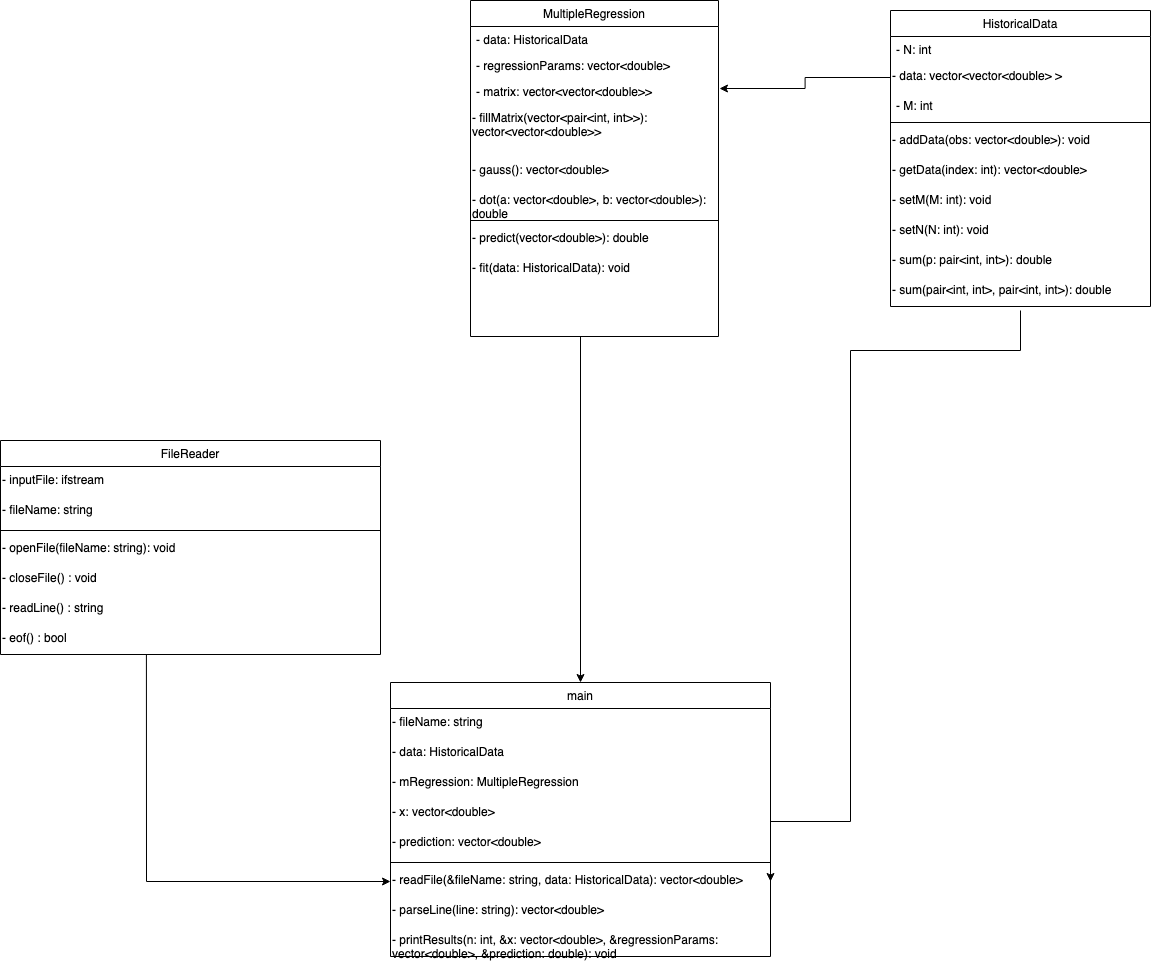 MultipleRegression
- data: HistoricalData
- regressionParams: vector<double>
- matrix: vector<vector<double>>
- fillMatrix(vector<pair<int, int>>):
vector<vector<double>>
- gauss(): vector<double>
- dot(a: vector<double>, b: vector<double>):
double
- predict(vector<double>): double
- fit(data: HistoricalData): void
HistoricalData
- N: int
- data: vector<vector<double> >
- M: int
- addData(obs: vector<double>): void
- getData(index: int): vector<double>
- setM(M: int): void
- setN(N: int): void
- sum(p: pair<int, int>): double
- sum(pair<int, int>, pair<int, int>): double
FileReader
- inputFile: ifstream
- fileName: string
- openFile(fileName: string): void
- closeFile() : void
- readLine() : string
- eof() : bool
main
- fileName: string
- data: HistoricalData
- mRegression: MultipleRegression
- x: vector<double>
- prediction: vector<double>
- readFile(&fileName: string, data: HistoricalData): vector<double>
- parseLine(line: string): vector<double>
- printResults(n: int, &x: vector<double>, &regressionParams:
vector<double>, &prediction: double): void